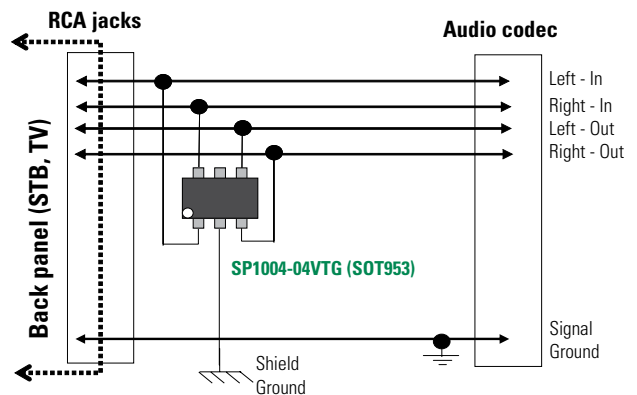 RCA jacks
Audio codec
Back panel (STB, TV)
Left - In
Right - In
Left - Out
Right - Out
SP1004-04VTG (SOT953)
Signal
Ground
Shield
Ground